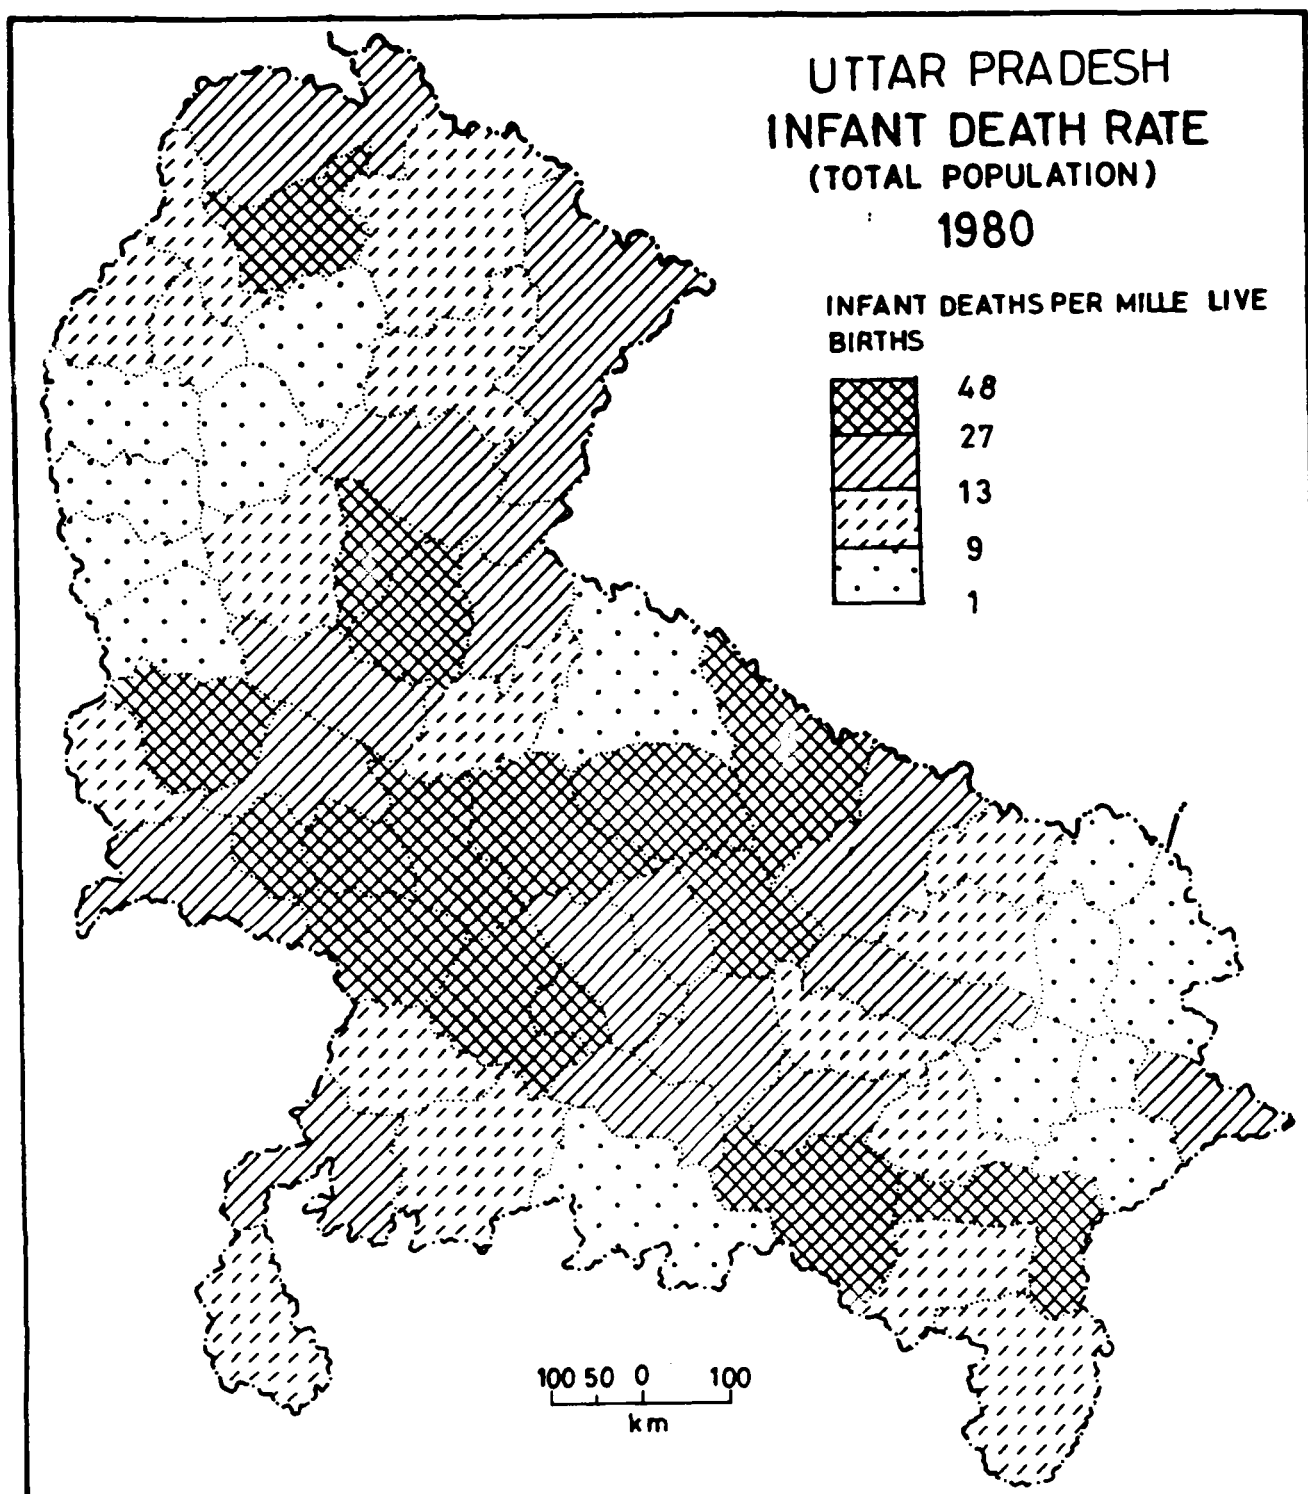 UTTAR PRADESH
INFANT DEATH RATE
(TOTAL POPULATION)
1980
INFANT DEATHS PER MILLE LIVE
BIRTHS
48
27
13
9
1
100 50 0 100
km